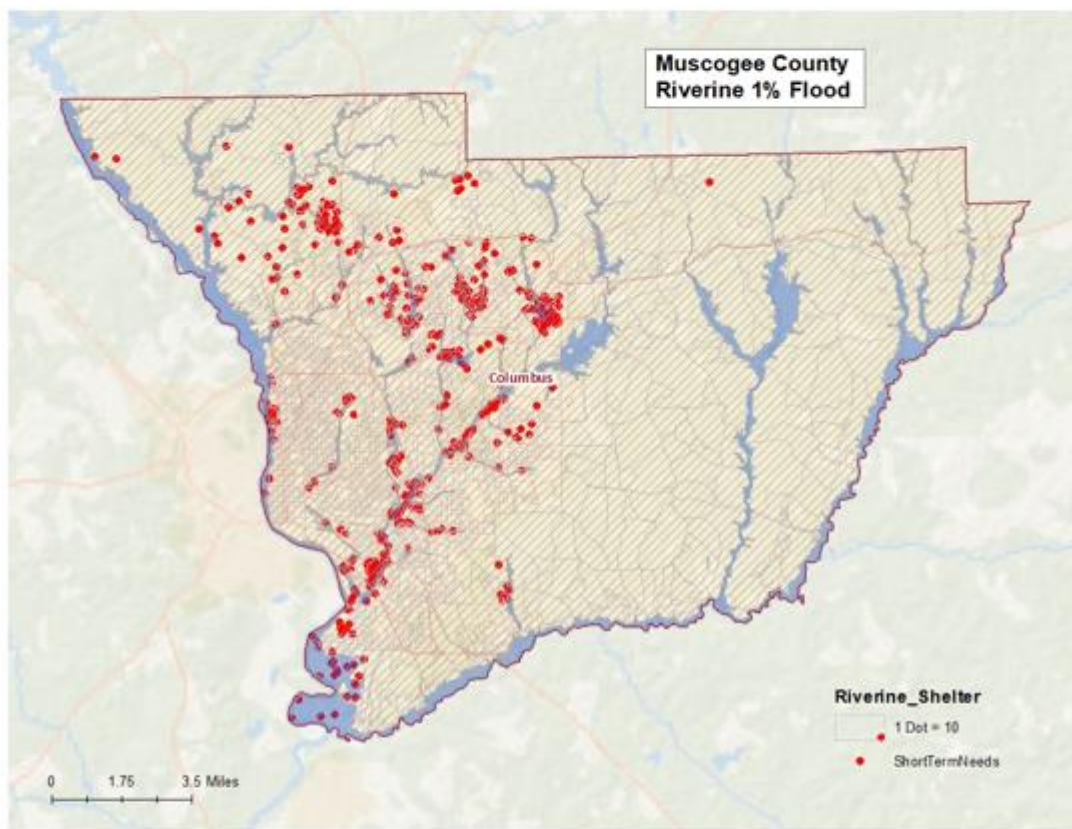 Muscogee County
Riverine 1% Flood
Columbus
Riverine_Shelter
1 Dot = 10
ShortTermNeeds
0 1.75 3.5 Miles